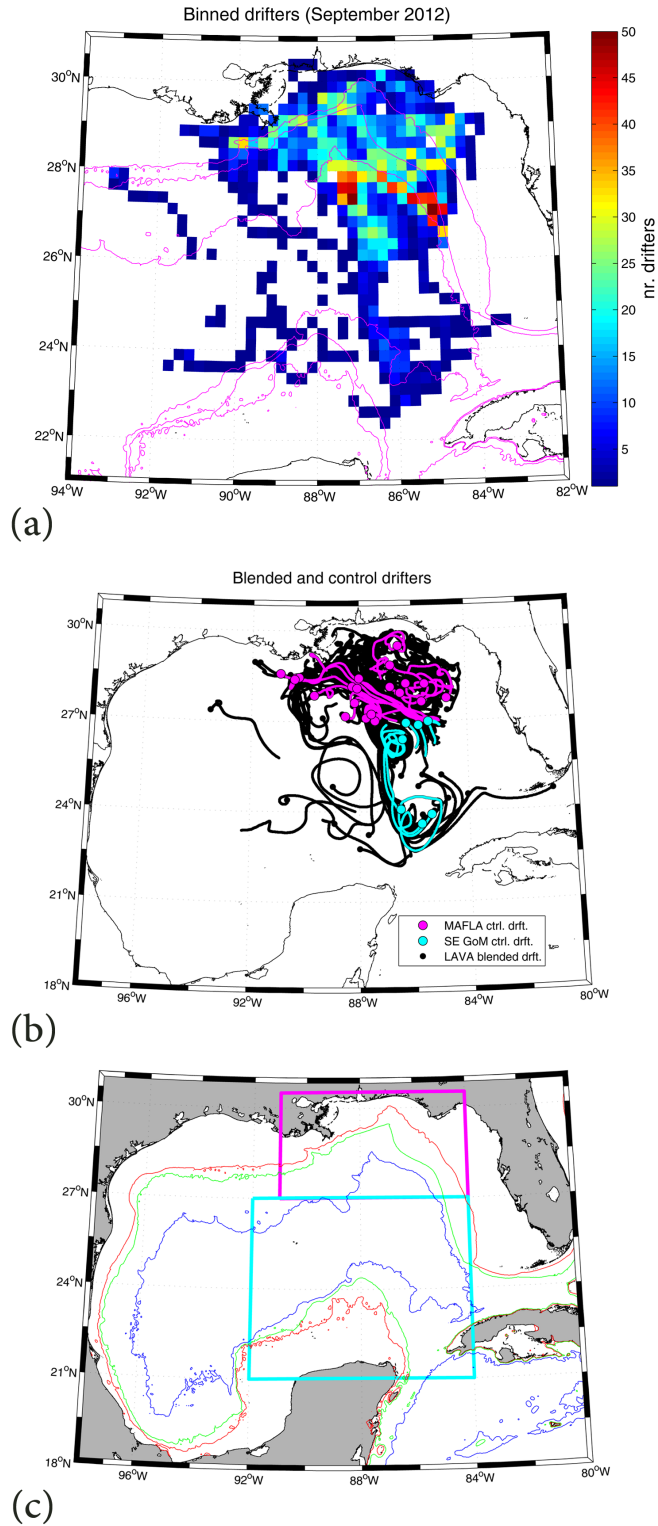 Binned drifters (September 2012)
50
30°N
45
40
28°N
35
30
26°N
25
nr. drifters
20
24°N
15
10
22°N
5
94°W 92°W 90°W 88°W 86°W 84°W 82°W
(a)
Blended and control drifters
30°N
27°N
24°N
21°N
MAFLA ctrl. drft.
SE GoM ctrl. drft.
LAVA blended drft.
18°N
96°W 92°W 88°W 84°W 80°W
(b)
30°N
27°N
24°N
21°N
18°N
96°W 92°W 88°W 84°W 80°W
(c)